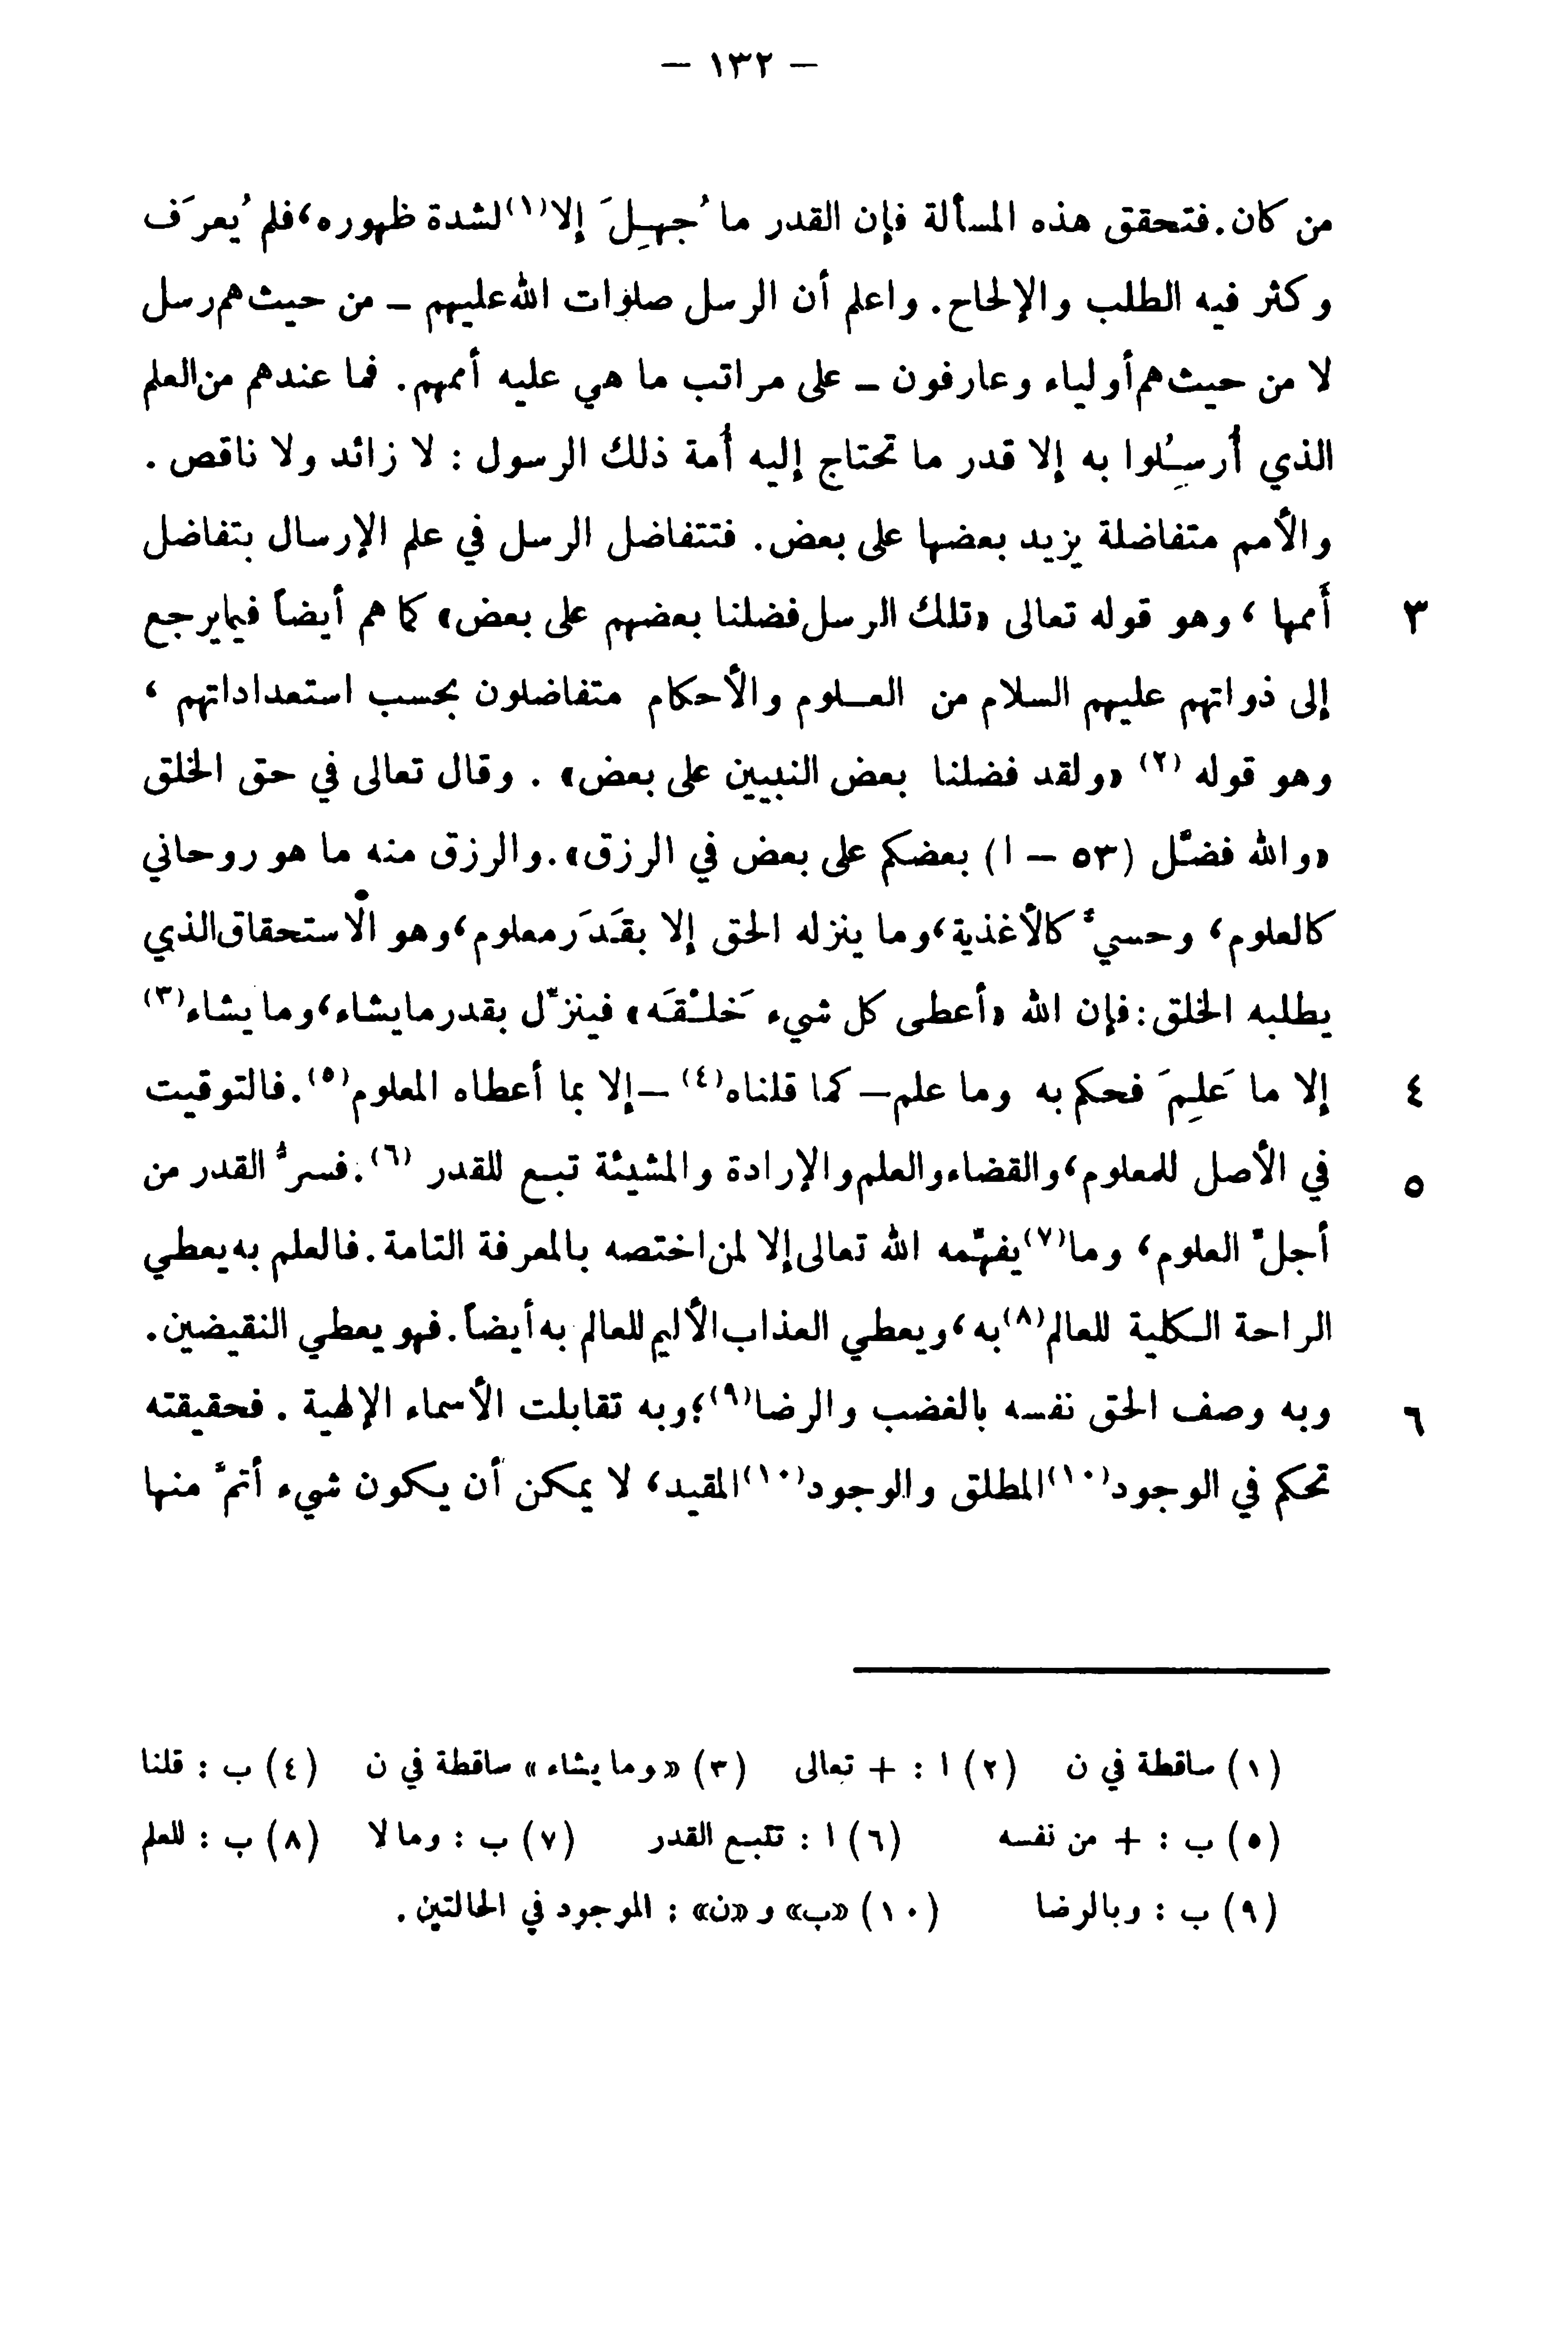 – ١٣٢ –
من كان. فتحقق هذه المسألة فإن القدر ما جُهِلَ إلا(١) لشدة ظهوره، فلم يُعرَف
وكثر فيه الطلب والإلحاح. واعلم أن الرسل صلوات الله عليهم – من حيث هم رسل
لا من حيث هم أولياء وعارفون – على مراتب ما هي عليه أممهم. فما عندهم من العلم
الذي أُرسِلُوا به إلا قدر ما تحتاج إليه أمة ذلك الرسول : لا زائد ولا ناقص .
والأمم متفاضلة يزيد بعضها على بعض. فتتفاضل الرسل في علم الإرسال بتفاضل
أممها ، وهو قوله تعالى «تلك الرسل فضلنا بعضهم على بعض» كما هم أيضاً فيما يرجع ٣
إلى ذواتهم عليهم السلام من العلوم والأحكام متفاضلون بحسب استعداداتهم ،
وهو قوله (٢) «ولقد فضلنا بعض النبيين على بعض» . وقال تعالى في حق الخلق
«والله فضَّل (٥٣ – ا) بعضكم على بعض في الرزق». والرزق منه ما هو روحاني
كالعلوم، وحسيٌّ كالأغذية، وما ينزله الحق إلا بقَدَر معلوم، وهو الاستحقاق الذي
يطلبه الخلق: فإن الله «أعطى كل شيء خَلْقَه» فينزِّل بقدر ما يشاء، وما يشاء(٣)
إلا ما عَلِمَ فحكم به وما علم – كما قلناه(٤) – إلا بما أعطاه المعلوم(٥). فالتوقيت ٤
في الأصل للمعلوم، والقضاء والعلم والإرادة والمشيئة تبع للقدر (٦). فسرُّ القدر من ٥
أجلِّ العلوم، وما(٧) يفهِّمه الله تعالى إلا لمن اختصه بالمعرفة التامة. فالعلم به يعطي
الراحة الكلية للعالم(٨) به، ويعطي العذاب الأليم للعالم به أيضاً. فهو يعطي النقيضين.
وبه وصف الحق نفسه بالغضب والرضا(٩)؛ وبه تقابلت الأسماء الإلهية . فحقيقته ٦
تحكم في الوجود(١٠) المطلق والوجود(١٠) المقيد، لا يمكن أن يكون شيء أتمَّ منها
(١) ساقطة في ن (٢) ا : + تعالى (٣) «وما يشاء» ساقطة في ن (٤) ب : قلنا
(٥) ب : + من نفسه (٦) ا : تتبع القدر (٧) ب : وما لا (٨) ب : للعلم
(٩) ب : وبالرضا (١٠) «ب» و «ن» : الموجود في الحالتين .